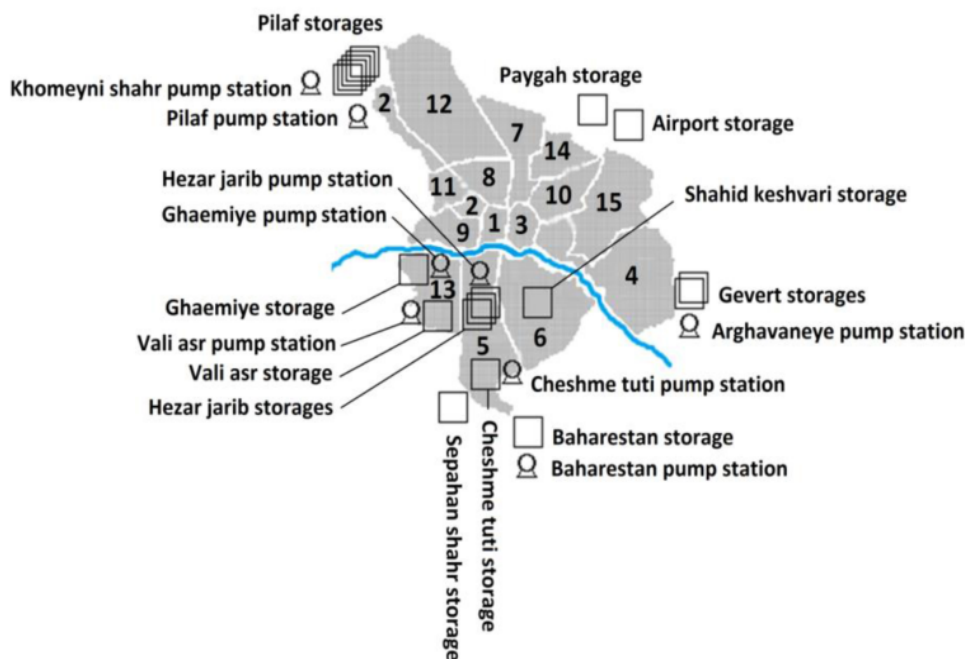 Pilaf storages
Khomeyni shahr pump station
Pilaf pump station
Paygah storage
Airport storage
12
2
7
14
Hezar jarib pump station
Ghaemiye pump station
8
11
10
15
Shahid keshvari storage
2
1
3
9
4
13
Ghaemiye storage
Gevert storages
Arghavaneye pump station
Vali asr pump station
6
5
Vali asr storage
Cheshme tuti pump station
Hezar jarib storages
Baharestan storage
Baharestan pump station
Sepahan shahr storage
Cheshme tuti storage